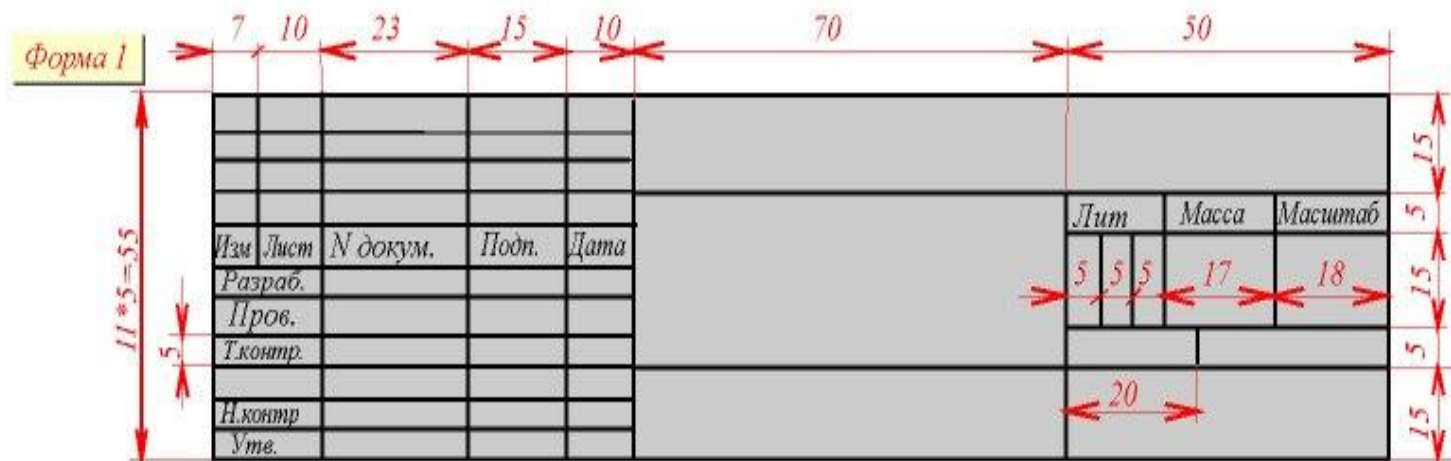 7 10 23 15 10 70 50
Форма 1
15
Лит Масса Масштаб 5
11*5=55
Изм Лист N докум. Подп. Дата
5 5 5 17 18 15
Разраб.
Пров.
5 Т.контр. 5
20
Н.контр 15
Утв.